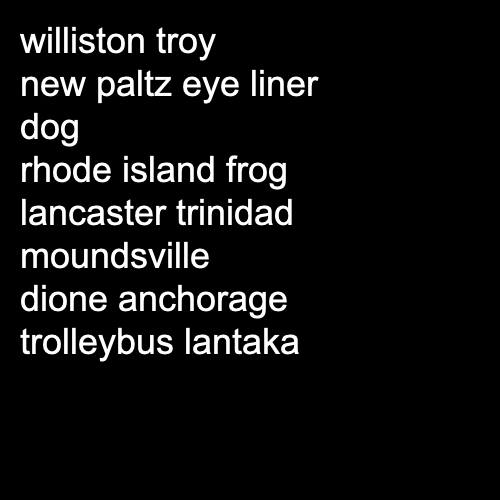 williston troy
new paltz eye liner
dog
rhode island frog
lancaster trinidad
moundsville
dione anchorage
trolleybus lantaka